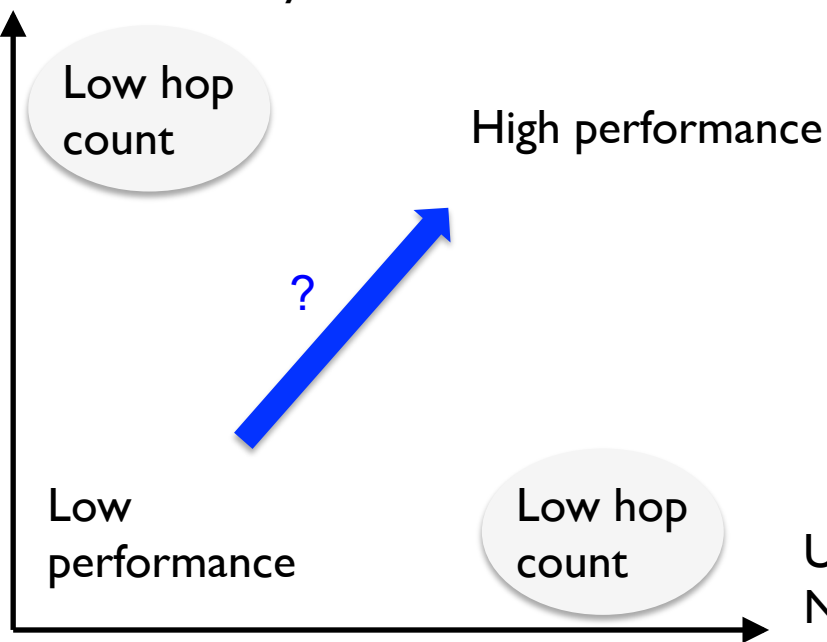 Low hop
count
High performance
?
Low
performance
Low hop
count